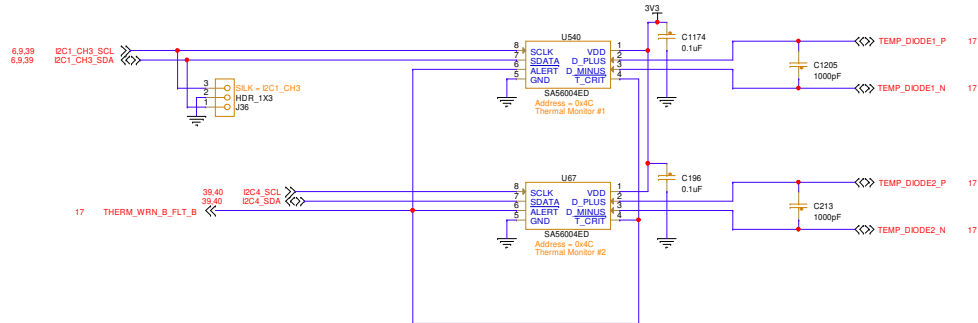 3V3
U540
C1174
0.1uF
6,9,39 I2C1_CH3_SCL
6,9,39 I2C1_CH3_SDA
8 SCLK VDD 1
7 SDATA D_PLUS 2
6 ALERT D_MINUS 3
5 GND T_CRIT 4
SA56004ED
Address = 0x4C
Thermal Monitor #1
TEMP_DIODE1_P 17
C1205
1000pF
TEMP_DIODE1_N 17
3 SILK = I2C1_CH3
2 HDR_1X3
1 J36
U67
C196
0.1uF
39,40 I2C4_SCL
39,40 I2C4_SDA
17 THERM_WRN_B_FLT_B
8 SCLK VDD 1
7 SDATA D_PLUS 2
6 ALERT D_MINUS 3
5 GND T_CRIT 4
SA56004ED
Address = 0x4C
Thermal Monitor #2
TEMP_DIODE2_P 17
C213
1000pF
TEMP_DIODE2_N 17